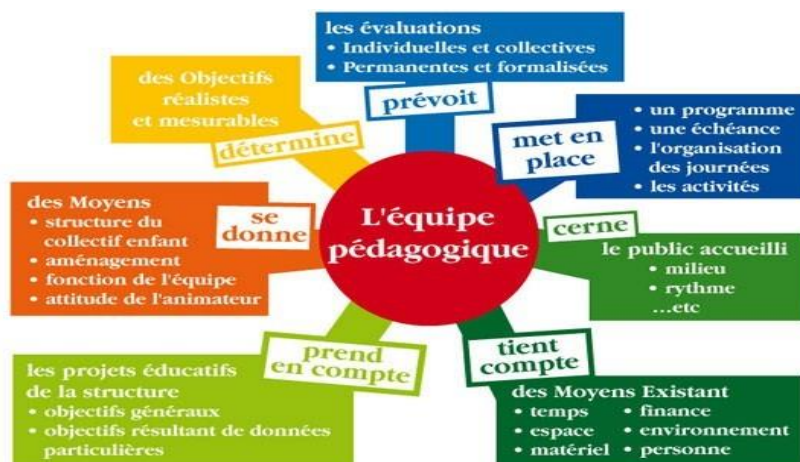 les évaluations
• Individuelles et collectives
• Permanentes et formalisées
prévoit
des Objectifs
réalistes
et mesurables
détermine
met en
place
• un programme
• une échéance
• l'organisation
des journées
• les activités
des Moyens
• structure du
collectif enfant
• aménagement
• fonction de l'équipe
• attitude de l'animateur
se
donne
L'équipe
pédagogique
cerne
le public accueilli
• milieu
• rythme
...etc
prend
en compte
les projets éducatifs
de la structure
• objectifs généraux
• objectifs résultant de données
particulières
tient
compte
des Moyens Existant
• temps • finance
• espace • environnement
• matériel • personne